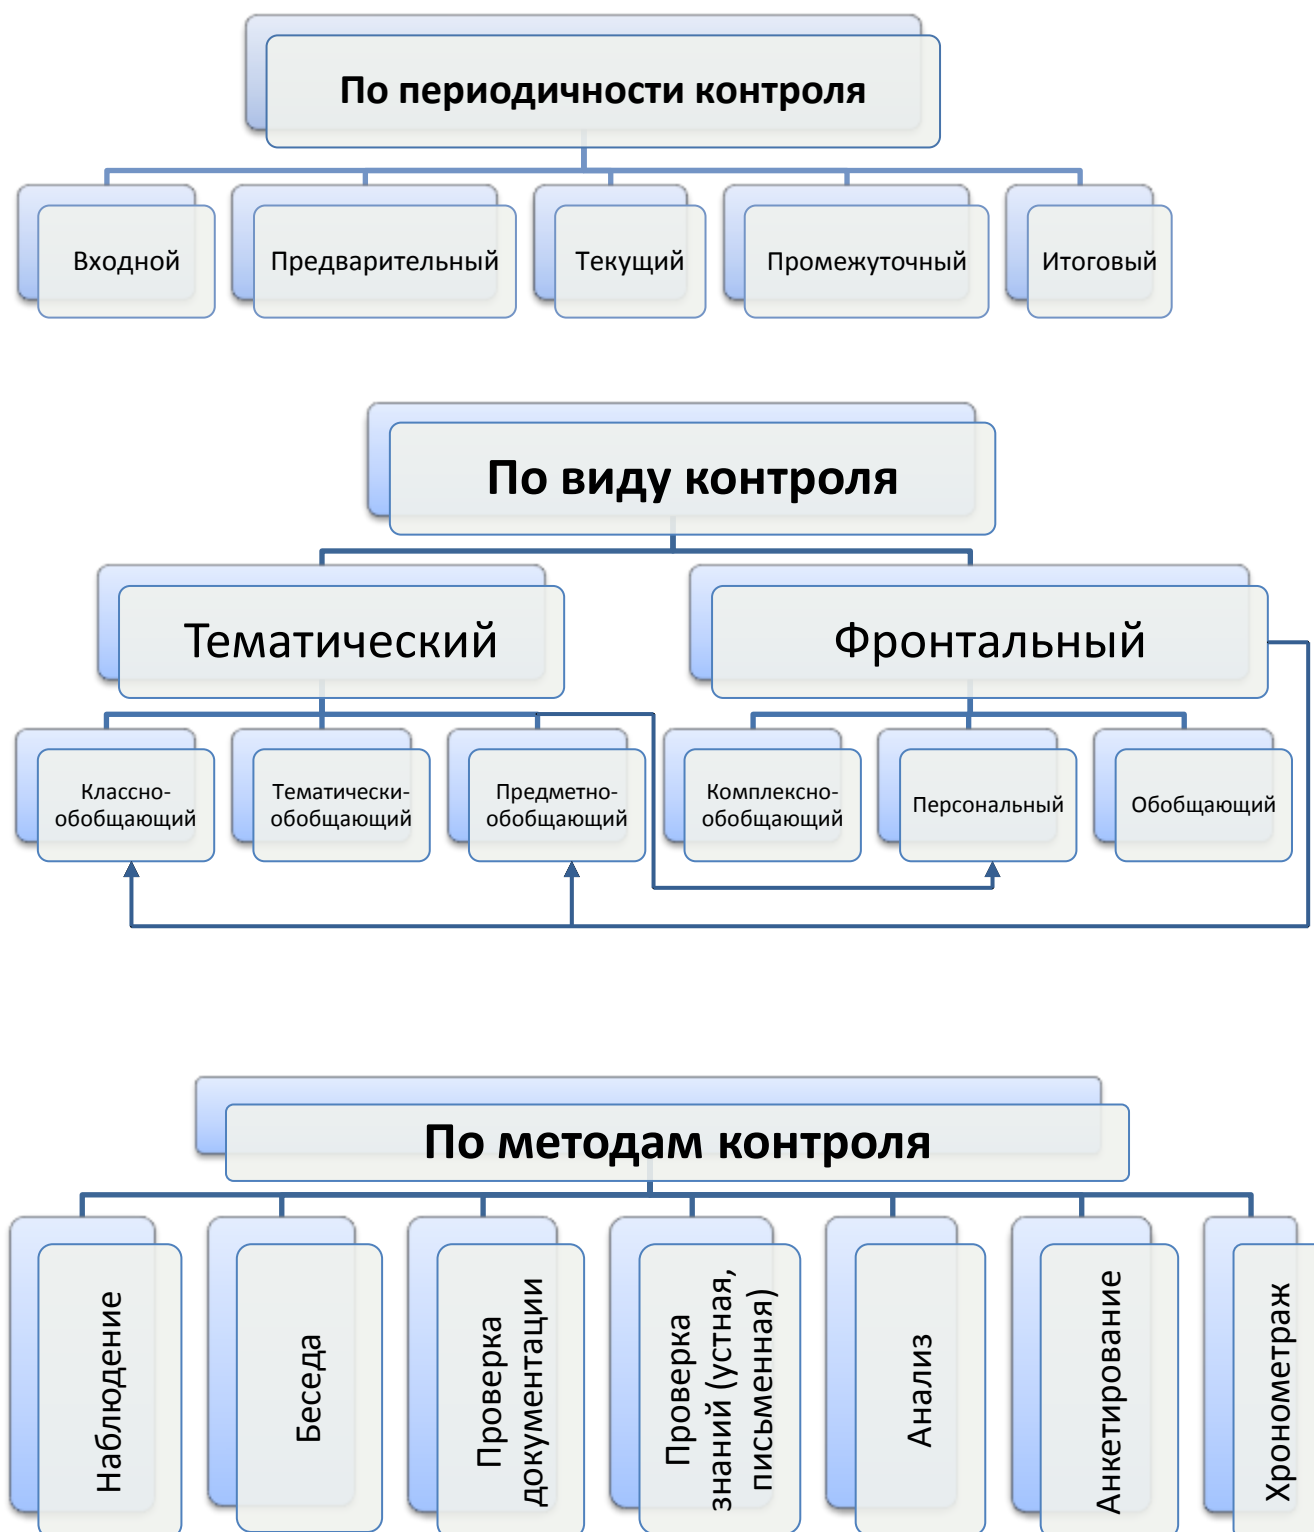 По периодичности контроля
Входной
Предварительный
Текущий
Промежуточный
Итоговый
По виду контроля
Тематический
Фронтальный
Классно-
обобщающий
Тематически-
обобщающий
Предметно-
обобщающий
Комплексно-
обобщающий
Персональный
Обобщающий
По методам контроля
Наблюдение
Беседа
Проверка
документации
Проверка
знаний (устная,
письменная)
Анализ
Анкетирование
Хронометраж